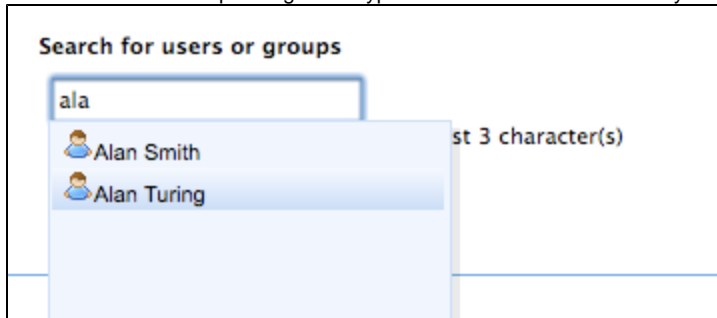 Search for users or groups
ala
st 3 character(s)
Alan Smith
Alan Turing